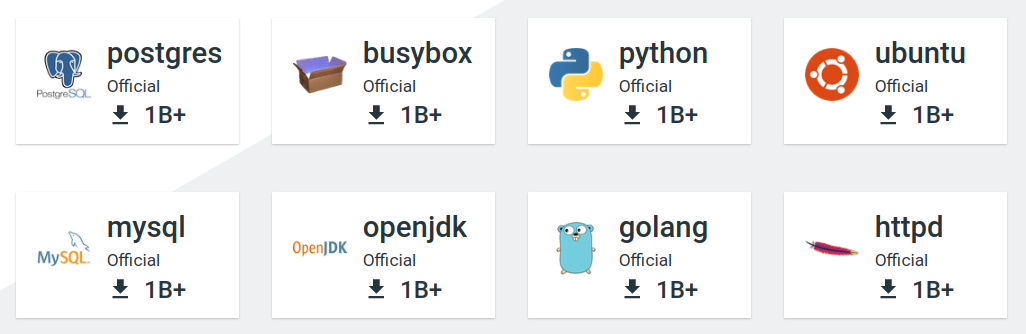 postgres
Official
1B+
PostgreSQL
busybox
Official
1B+
python
Official
1B+
ubuntu
Official
1B+
mysql
Official
1B+
MySQL
openjdk
Official
1B+
OpenJDK
golang
Official
1B+
httpd
Official
1B+